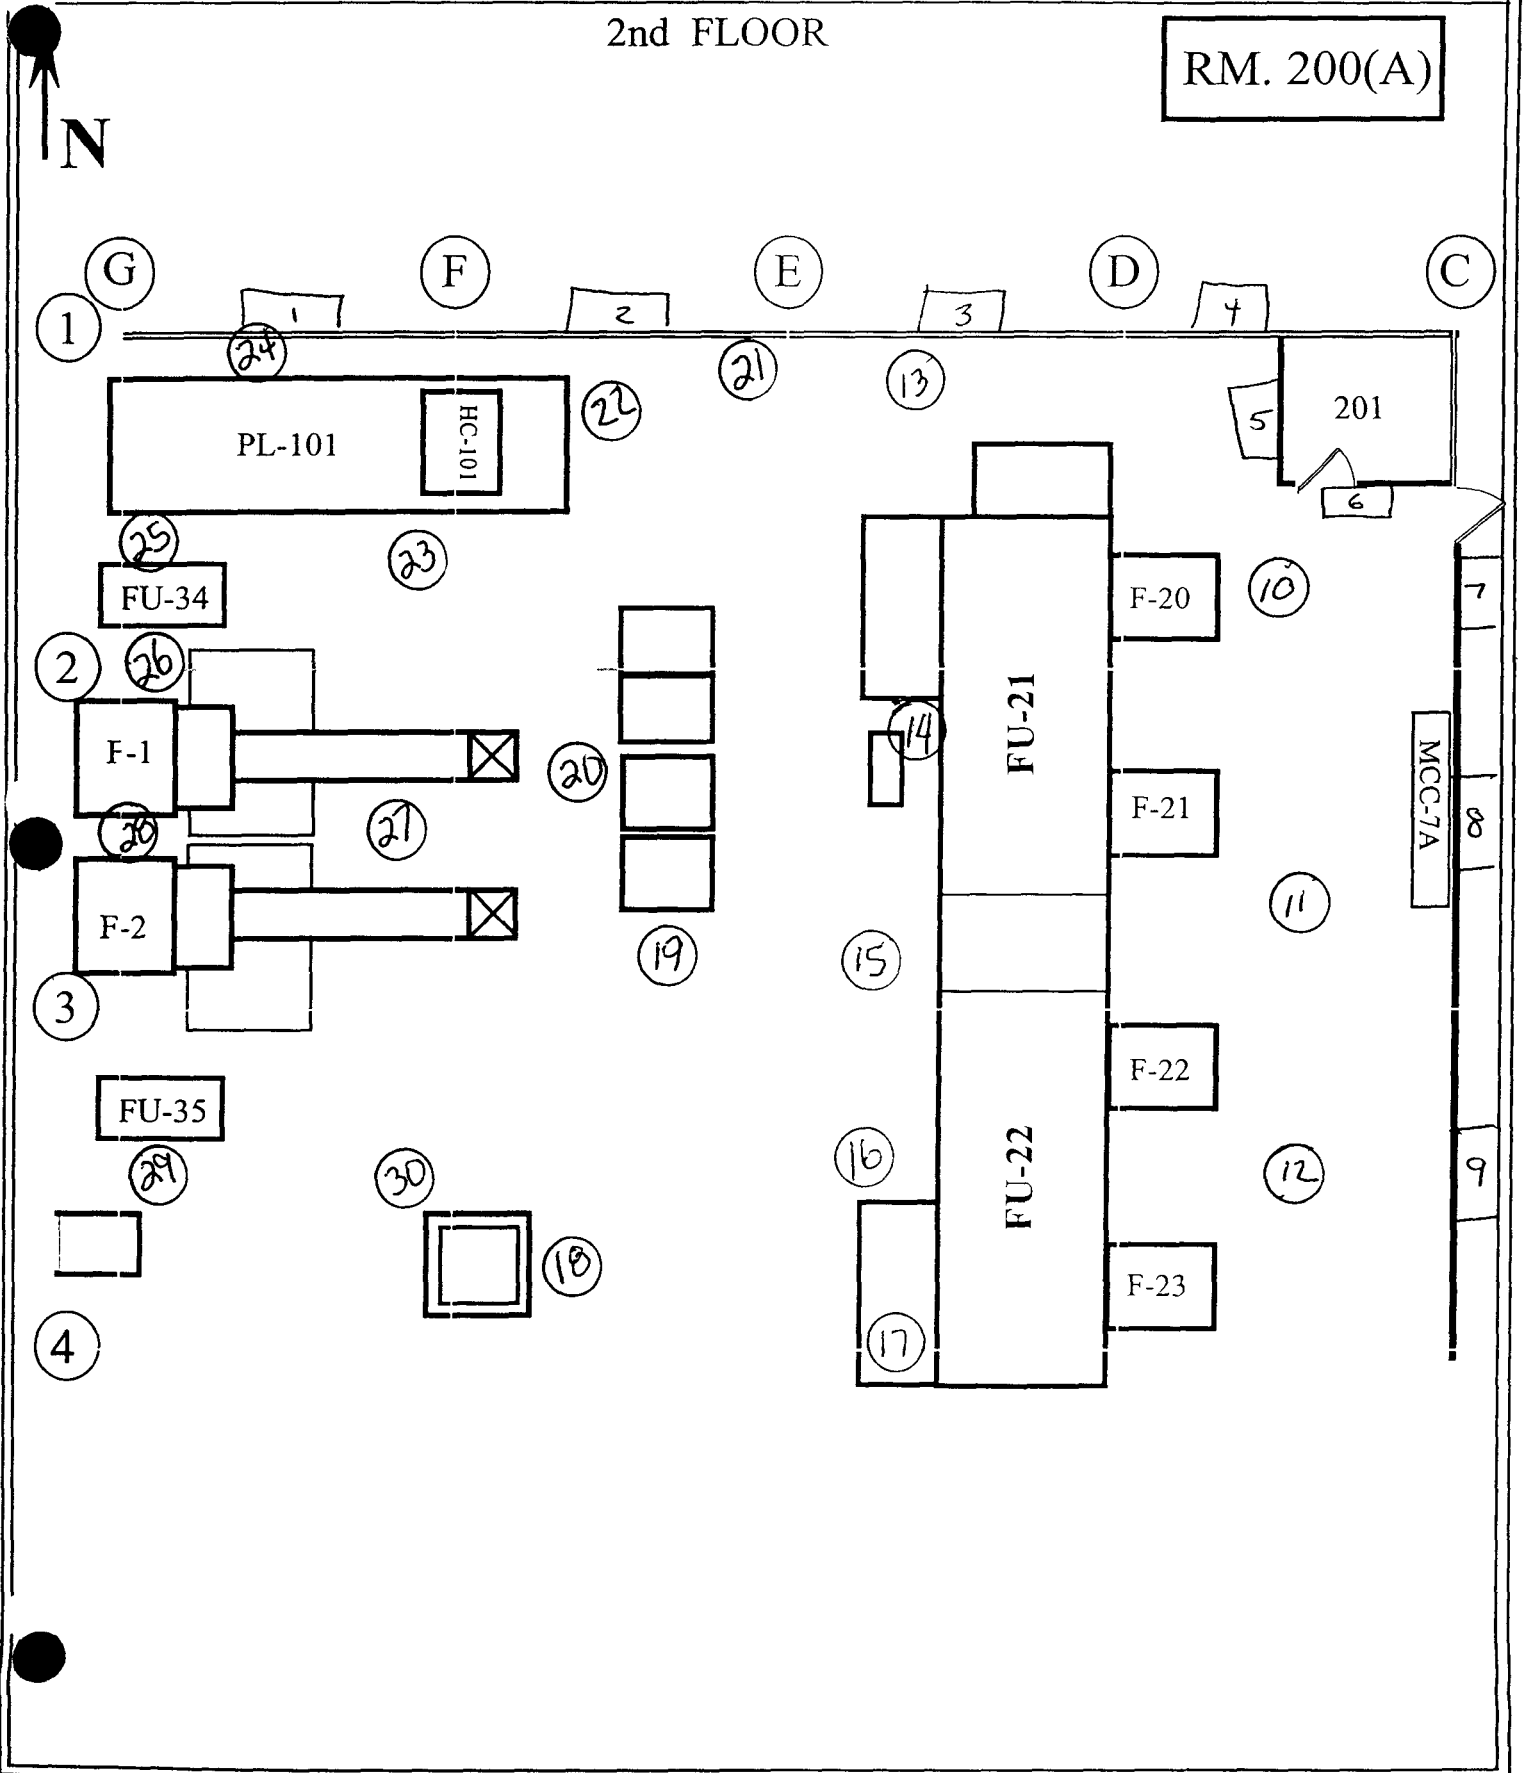 2nd FLOOR
RM. 200(A)
N
G F E D C
1 2 3 4
1
24 21 13
22
5 201
PL-101 HC-101
6
25 23
FU-34 F-20 10 7
2 26
F-1 20 14 FU-21 MCC-7A
28 27 F-21 8
F-2 19 15 11
3
FU-35 F-22
29 30 16 FU-22 12 9
18 F-23
4 17